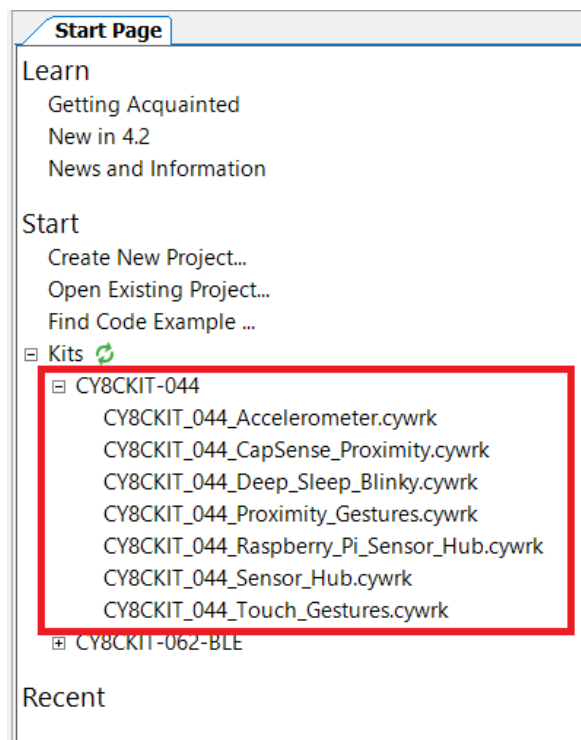 Start Page
Learn
Getting Acquainted
New in 4.2
News and Information
Start
Create New Project...
Open Existing Project...
Find Code Example ...
Kits
CY8CKIT-044
CY8CKIT_044_Accelerometer.cywrk
CY8CKIT_044_CapSense_Proximity.cywrk
CY8CKIT_044_Deep_Sleep_Blinky.cywrk
CY8CKIT_044_Proximity_Gestures.cywrk
CY8CKIT_044_Raspberry_Pi_Sensor_Hub.cywrk
CY8CKIT_044_Sensor_Hub.cywrk
CY8CKIT_044_Touch_Gestures.cywrk
CY8CKIT-062-BLE
Recent